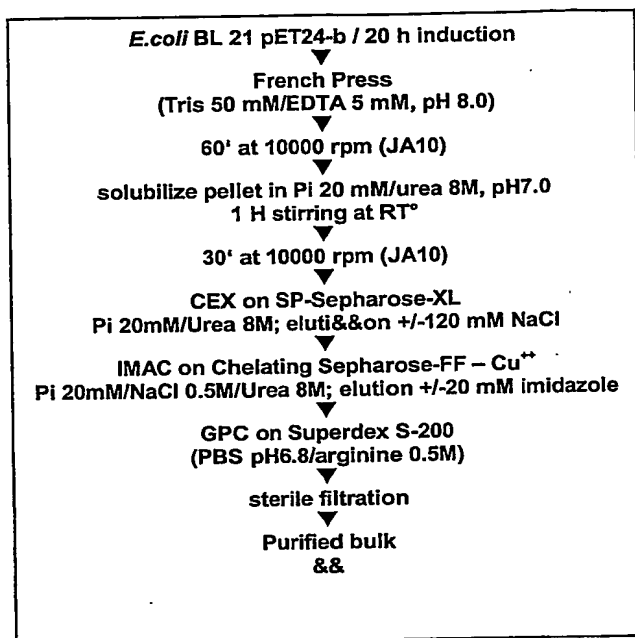 E.coli BL 21 pET24-b / 20 h induction
French Press
(Tris 50 mM/EDTA 5 mM, pH 8.0)
60' at 10000 rpm (JA10)
solubilize pellet in Pi 20 mM/urea 8M, pH7.0
1 H stirring at RT°
30' at 10000 rpm (JA10)
CEX on SP-Sepharose-XL
Pi 20mM/Urea 8M; eluti&&on +/-120 mM NaCl
IMAC on Chelating Sepharose-FF – Cu++
Pi 20mM/NaCl 0.5M/Urea 8M; elution +/-20 mM imidazole
GPC on Superdex S-200
(PBS pH6.8/arginine 0.5M)
sterile filtration
Purified bulk
&&